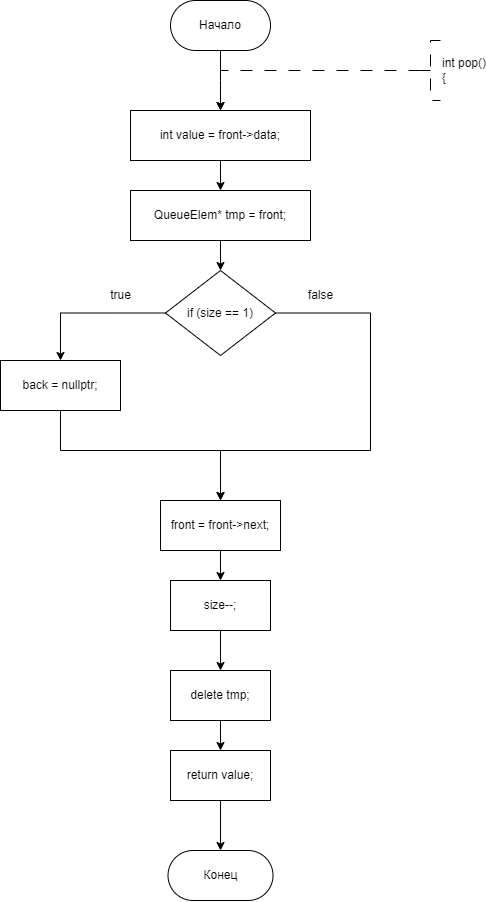 Начало
int pop()
{
int value = front->data;
QueueElem* tmp = front;
true
false
if (size == 1)
back = nullptr;
front = front->next;
size--;
delete tmp;
return value;
Конец